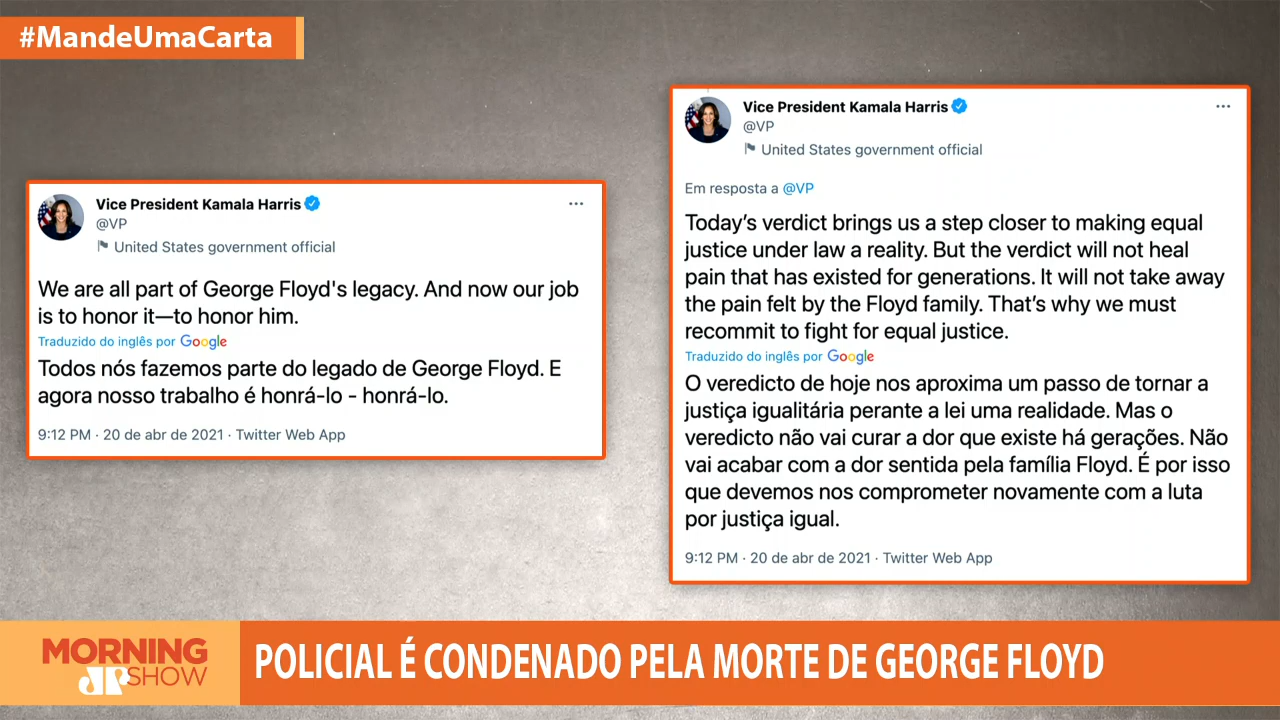 #MandeUmaCarta
Vice President Kamala Harris
@VP
United States government official
We are all part of George Floyd's legacy. And now our job
is to honor it—to honor him.
Traduzido do inglês por Google
Todos nós fazemos parte do legado de George Floyd. E
agora nosso trabalho é honrá-lo - honrá-lo.
9:12 PM · 20 de abr de 2021 · Twitter Web App
Vice President Kamala Harris
@VP
United States government official
Em resposta a @VP
Today’s verdict brings us a step closer to making equal
justice under law a reality. But the verdict will not heal
pain that has existed for generations. It will not take away
the pain felt by the Floyd family. That’s why we must
recommit to fight for equal justice.
Traduzido do inglês por Google
O veredicto de hoje nos aproxima um passo de tornar a
justiça igualitária perante a lei uma realidade. Mas o
veredicto não vai curar a dor que existe há gerações. Não
vai acabar com a dor sentida pela família Floyd. É por isso
que devemos nos comprometer novamente com a luta
por justiça igual.
9:12 PM · 20 de abr de 2021 · Twitter Web App
MORNING
JP SHOW
POLICIAL É CONDENADO PELA MORTE DE GEORGE FLOYD